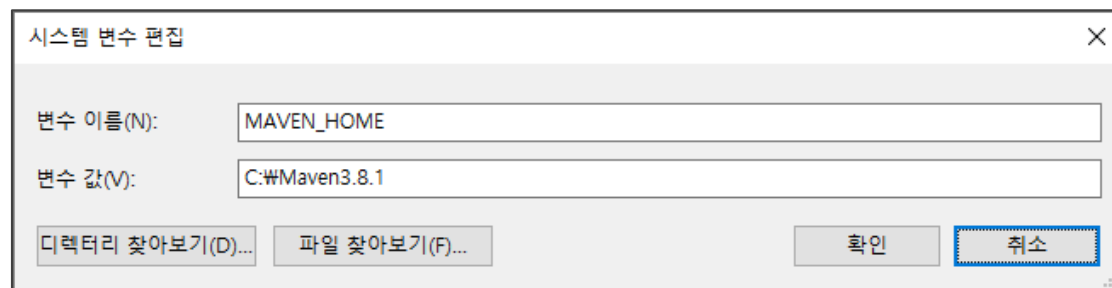 시스템 변수 편집
변수 이름(N): MAVEN_HOME
변수 값(V): C:₩Maven3.8.1
디렉터리 찾아보기(D)... 파일 찾아보기(F)... 확인 취소